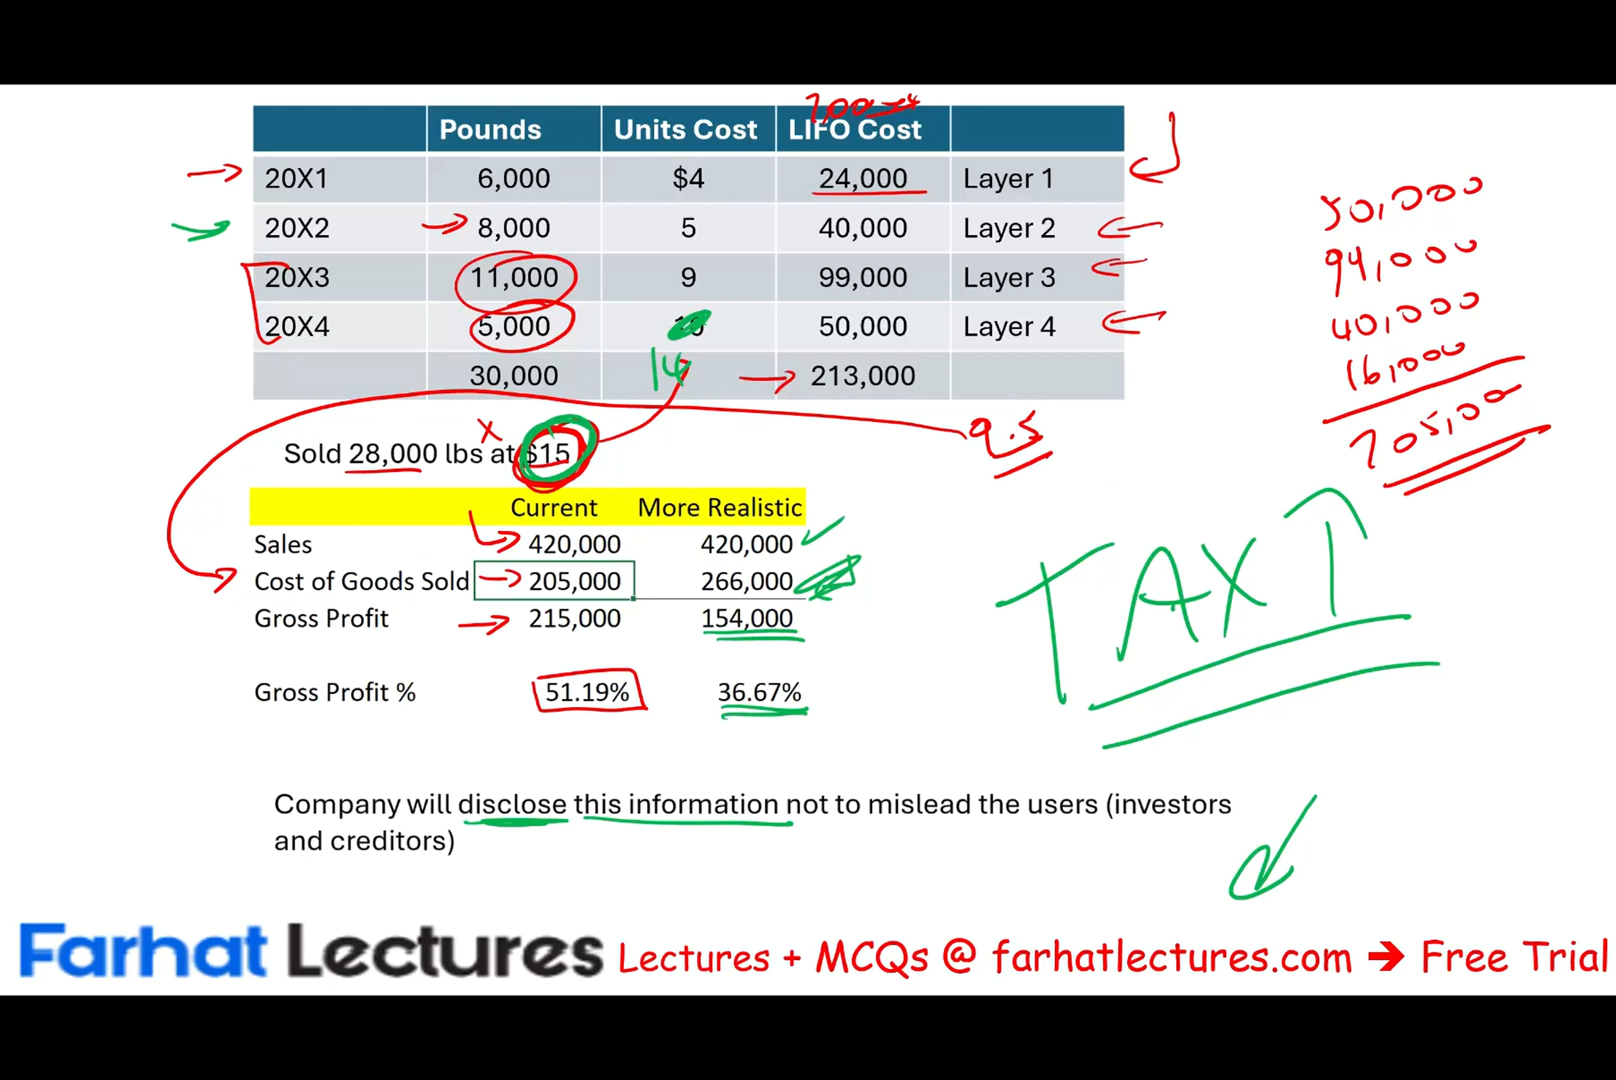 7,000 x 4
Pounds Units Cost LIFO Cost
20X1 6,000 $4 24,000 Layer 1
20X2 8,000 5 40,000 Layer 2
20X3 11,000 9 99,000 Layer 3
20X4 5,000 50,000 Layer 4
14
30,000 213,000
50,000
94,000
40,000
16,000
205,00
9.5
x
Sold 28,000 lbs at $15
Current More Realistic
Sales 420,000 420,000
Cost of Goods Sold 205,000 266,000
Gross Profit 215,000 154,000
Gross Profit % 51.19% 36.67%
TAX ↑
Company will disclose this information not to mislead the users (investors
and creditors)
Farhat Lectures Lectures + MCQs @ farhatlectures.com ➔ Free Trial